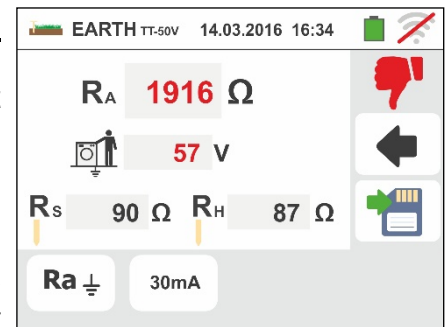 EARTH TT-50V 14.03.2016 16:34
RA 1916 Ω
57 V
RS 90 Ω RH 87 Ω
Ra 30mA